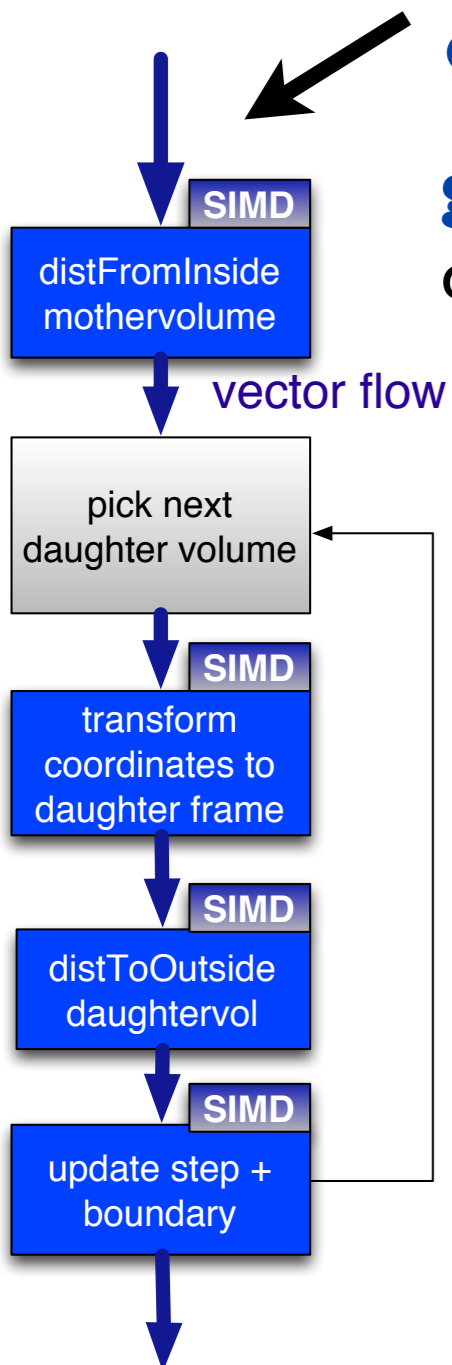 SIMD
distFromInside
mothervolume
vector flow
pick next
daughter volume
SIMD
transform
coordinates to
daughter frame
SIMD
distToOutside
daughtervol
SIMD
update step +
boundary